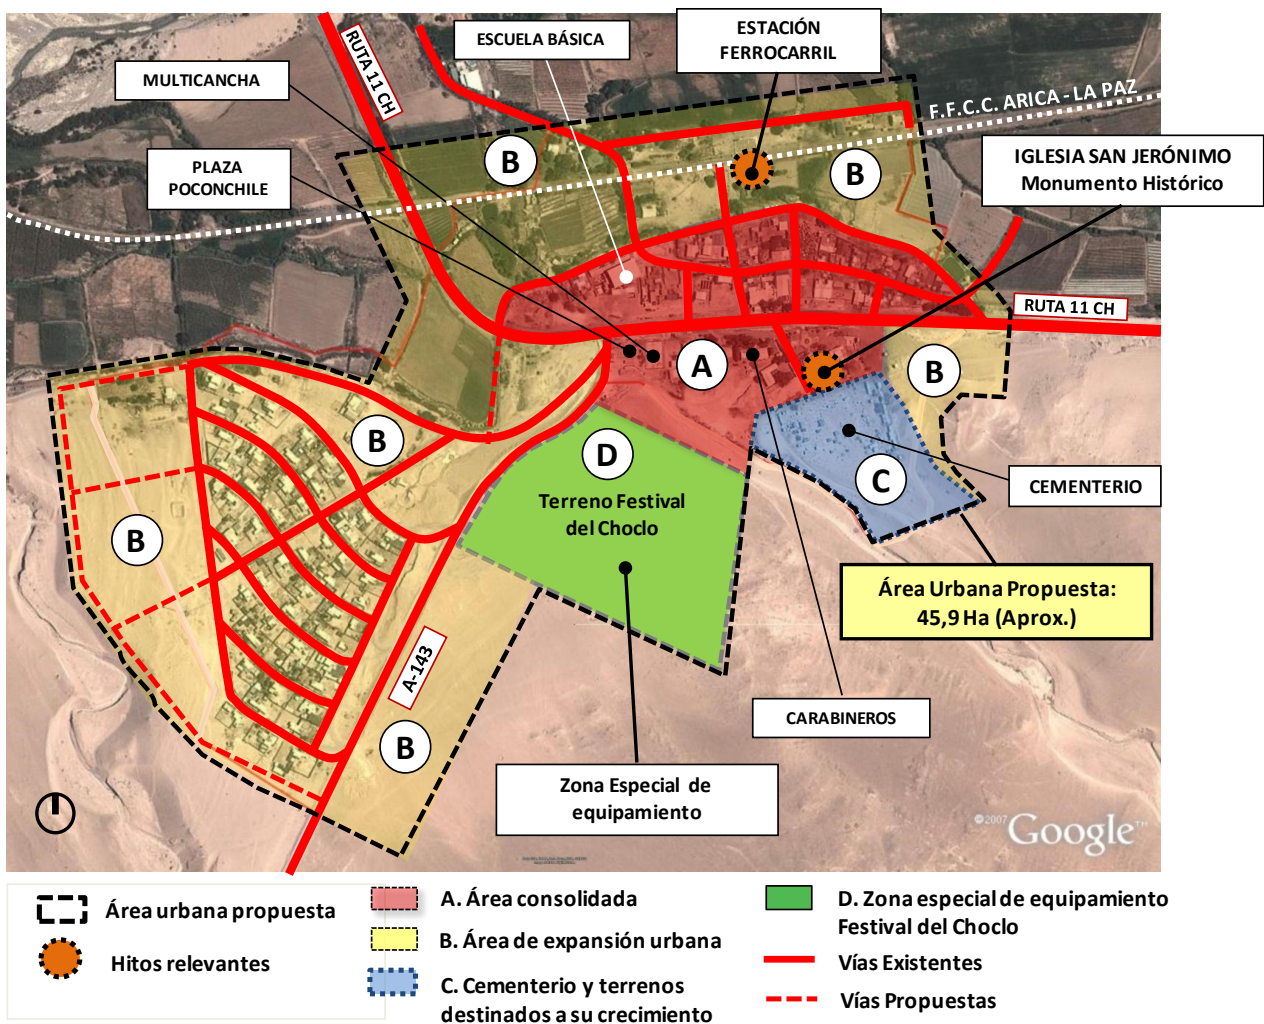 RUTA 11 CH
ESCUELA BÁSICA
ESTACIÓN
FERROCARRIL
MULTICANCHA
F.F.C.C. ARICA - LA PAZ
PLAZA
POCONCHILE
B
B
IGLESIA SAN JERÓNIMO
Monumento Histórico
RUTA 11 CH
A
B
B
D
C
CEMENTERIO
Terreno Festival
del Choclo
B
Área Urbana Propuesta:
45,9 Ha (Aprox.)
A-143
B
CARABINEROS
Zona Especial de
equipamiento
©2007 Google™
Área urbana propuesta
Hitos relevantes
A. Área consolidada
B. Área de expansión urbana
C. Cementerio y terrenos
destinados a su crecimiento
D. Zona especial de equipamiento
Festival del Choclo
Vías Existentes
Vías Propuestas